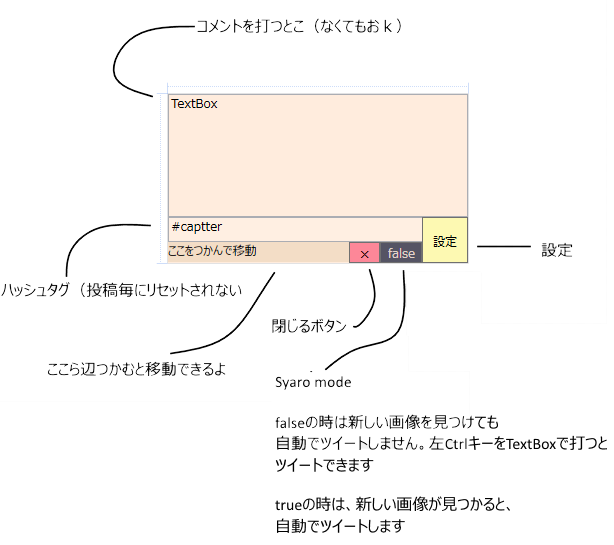 コメントを打つとこ（なくてもおｋ）
TextBox
#captter
ここをつかんで移動
×
false
設定
設定
ハッシュタグ（投稿毎にリセットされない
閉じるボタン
ここら辺つかむと移動できるよ
Syaro mode
falseの時は新しい画像を見つけても
自動でツイートしません。左CtrlキーをTextBoxで打つと
ツイートできます
trueの時は、新しい画像が見つかると、
自動でツイートします